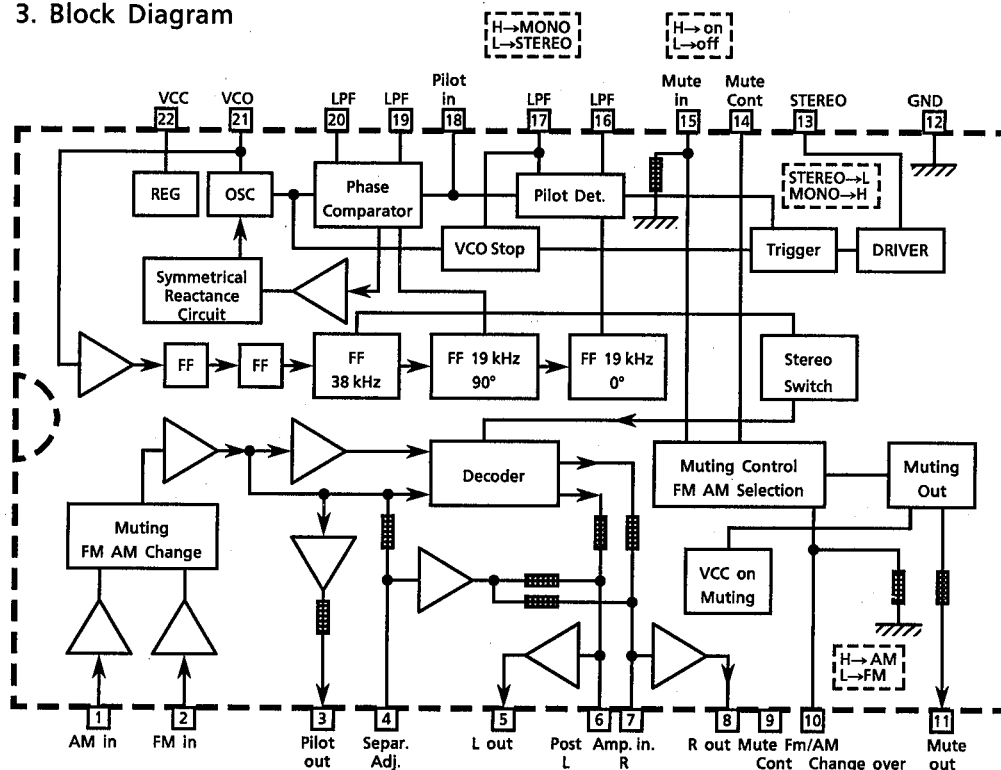 3. Block Diagram
H→MONO
L→STEREO
H→on
L→off
VCC
VCO
LPF
LPF
Pilot
in
LPF
LPF
Mute
in
Mute
Cont
STEREO
GND
22
21
20
19
18
17
16
15
14
13
12
REG
OSC
Phase
Comparator
Pilot Det.
STEREO→L
MONO→H
VCO Stop
Trigger
DRIVER
Symmetrical
Reactance
Circuit
FF
FF
FF
38 kHz
FF 19 kHz
90°
FF 19 kHz
0°
Stereo
Switch
Decoder
Muting Control
FM AM Selection
Muting
Out
Muting
FM AM Change
VCC on
Muting
H→AM
L→FM
1
2
3
4
5
6
7
8
9
10
11
AM in
FM in
Pilot
out
Separ.
Adj.
L out
Post Amp. in.
L R
R out
Mute
Cont
Fm/AM
Change over
Mute
out